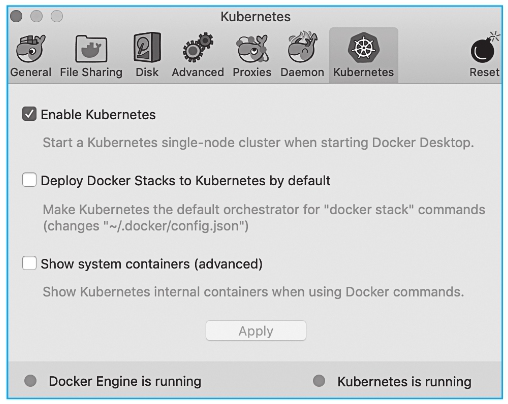 Kubernetes
General File Sharing Disk Advanced Proxies Daemon Kubernetes Reset
Enable Kubernetes
Start a Kubernetes single-node cluster when starting Docker Desktop.
Deploy Docker Stacks to Kubernetes by default
Make Kubernetes the default orchestrator for "docker stack" commands
(changes "~/.docker/config.json")
Show system containers (advanced)
Show Kubernetes internal containers when using Docker commands.
Apply
Docker Engine is running Kubernetes is running